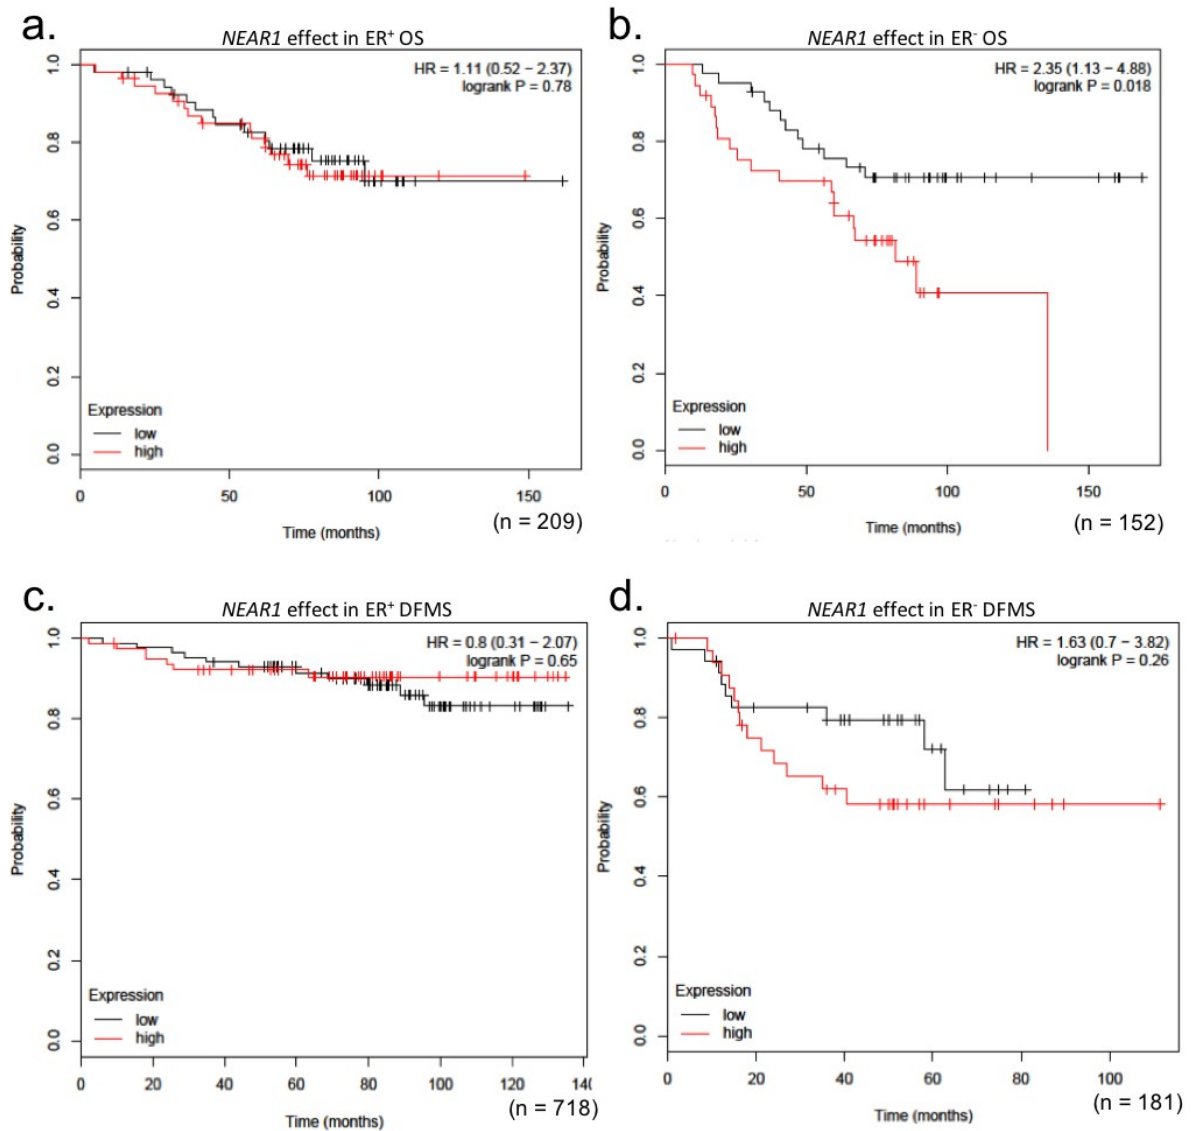 a.
NEAR1 effect in ER⁺ OS
HR = 1.11 (0.52 − 2.37)
logrank P = 0.78
Probability
1.0
0.8
0.6
0.4
0.2
0.0
Expression
low
high
0 50 100 150
Time (months)
(n = 209)
b.
NEAR1 effect in ER⁻ OS
HR = 2.35 (1.13 − 4.88)
logrank P = 0.018
Probability
1.0
0.8
0.6
0.4
0.2
0.0
Expression
low
high
0 50 100 150
Time (months)
(n = 152)
c.
NEAR1 effect in ER⁺ DFMS
HR = 0.8 (0.31 − 2.07)
logrank P = 0.65
Probability
1.0
0.8
0.6
0.4
0.2
0.0
Expression
low
high
0 20 40 60 80 100 120
Time (months)
(n = 718)
d.
NEAR1 effect in ER⁻ DFMS
HR = 1.63 (0.7 − 3.82)
logrank P = 0.26
Probability
1.0
0.8
0.6
0.4
0.2
0.0
Expression
low
high
0 20 40 60 80 100
Time (months)
(n = 181)